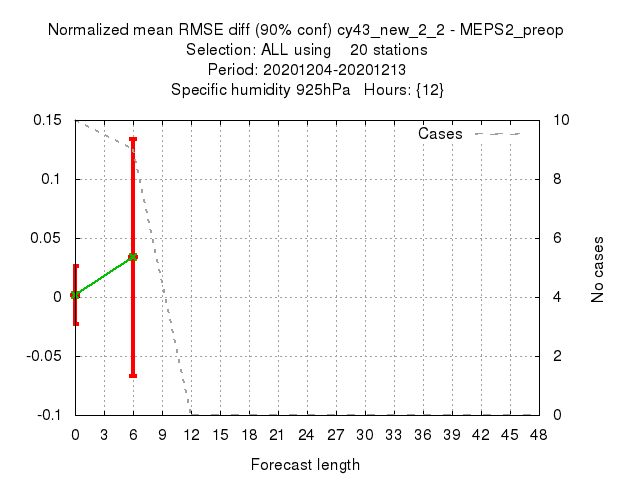 Normalized mean RMSE diff (90% conf) cy43_new_2_2 - MEPS2_preop
Selection: ALL using 20 stations
Period: 20201204-20201213
Specific humidity 925hPa Hours: {12}
Cases
0.15
0.1
0.05
0
-0.05
-0.1
10
8
6
4
2
0
No cases
0 3 6 9 12 15 18 21 24 27 30 33 36 39 42 45 48
Forecast length